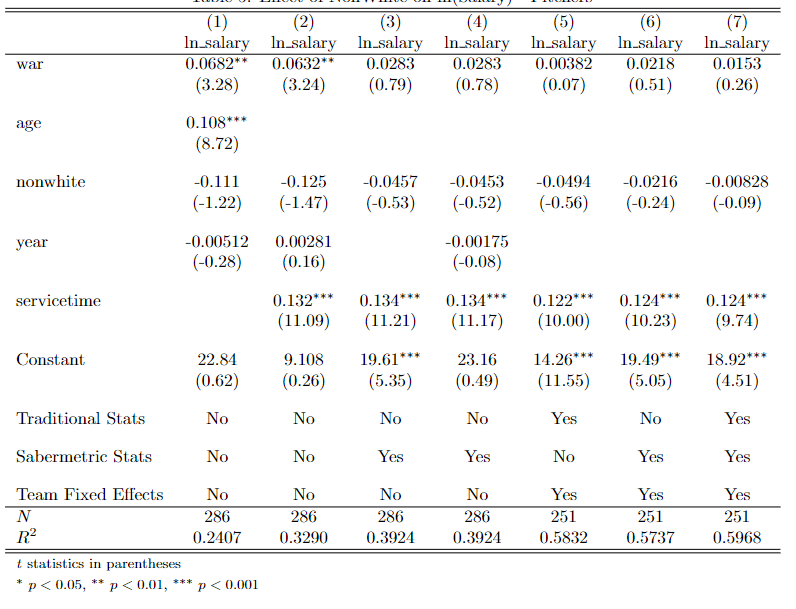 (1) (2) (3) (4) (5) (6) (7)
ln_salary ln_salary ln_salary ln_salary ln_salary ln_salary ln_salary
war 0.0682** 0.0632** 0.0283 0.0283 0.00382 0.0218 0.0153
(3.28) (3.24) (0.79) (0.78) (0.07) (0.51) (0.26)
age 0.108***
(8.72)
nonwhite -0.111 -0.125 -0.0457 -0.0453 -0.0494 -0.0216 -0.00828
(-1.22) (-1.47) (-0.53) (-0.52) (-0.56) (-0.24) (-0.09)
year -0.00512 0.00281 -0.00175
(-0.28) (0.16) (-0.08)
servicetime 0.132*** 0.134*** 0.134*** 0.122*** 0.124*** 0.124***
(11.09) (11.21) (11.17) (10.00) (10.23) (9.74)
Constant 22.84 9.108 19.61*** 23.16 14.26*** 19.49*** 18.92***
(0.62) (0.26) (5.35) (0.49) (11.55) (5.05) (4.51)
Traditional Stats No No No No Yes No Yes
Sabermetric Stats No No Yes Yes No Yes Yes
Team Fixed Effects No No No No Yes Yes Yes
N 286 286 286 286 251 251 251
R² 0.2407 0.3290 0.3924 0.3924 0.5832 0.5737 0.5968
t statistics in parentheses
* p < 0.05, ** p < 0.01, *** p < 0.001